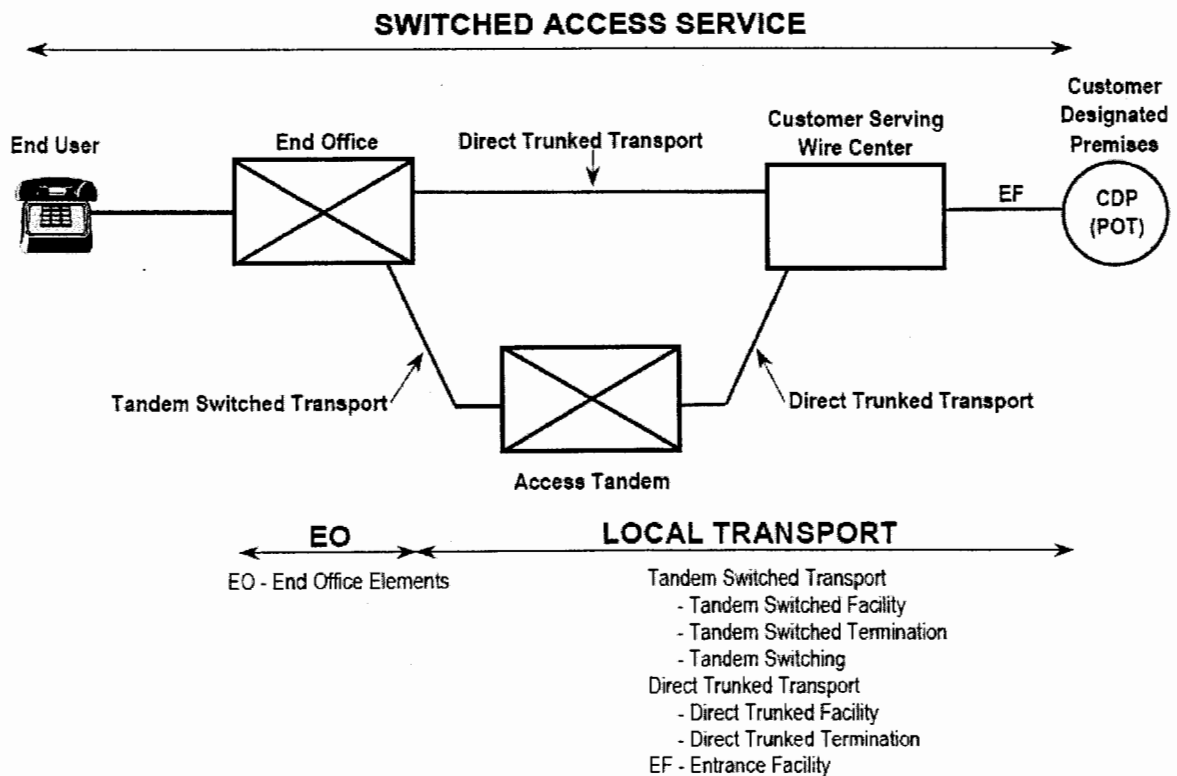 SWITCHED ACCESS SERVICE
Customer
Designated
Premises
End User
End Office
Direct Trunked Transport
Customer Serving
Wire Center
EF
CDP
(POT)
Tandem Switched Transport
Direct Trunked Transport
Access Tandem
EO
LOCAL TRANSPORT
EO - End Office Elements
Tandem Switched Transport
- Tandem Switched Facility
- Tandem Switched Termination
- Tandem Switching
Direct Trunked Transport
- Direct Trunked Facility
- Direct Trunked Termination
EF - Entrance Facility